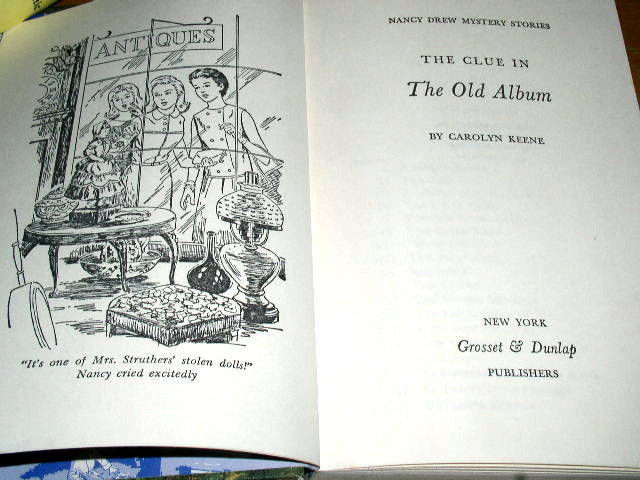 ANTIQUES
"It's one of Mrs. Struthers' stolen dolls!"
Nancy cried excitedly
NANCY DREW MYSTERY STORIES
THE CLUE IN
The Old Album
BY CAROLYN KEENE
NEW YORK
Grosset & Dunlap
PUBLISHERS